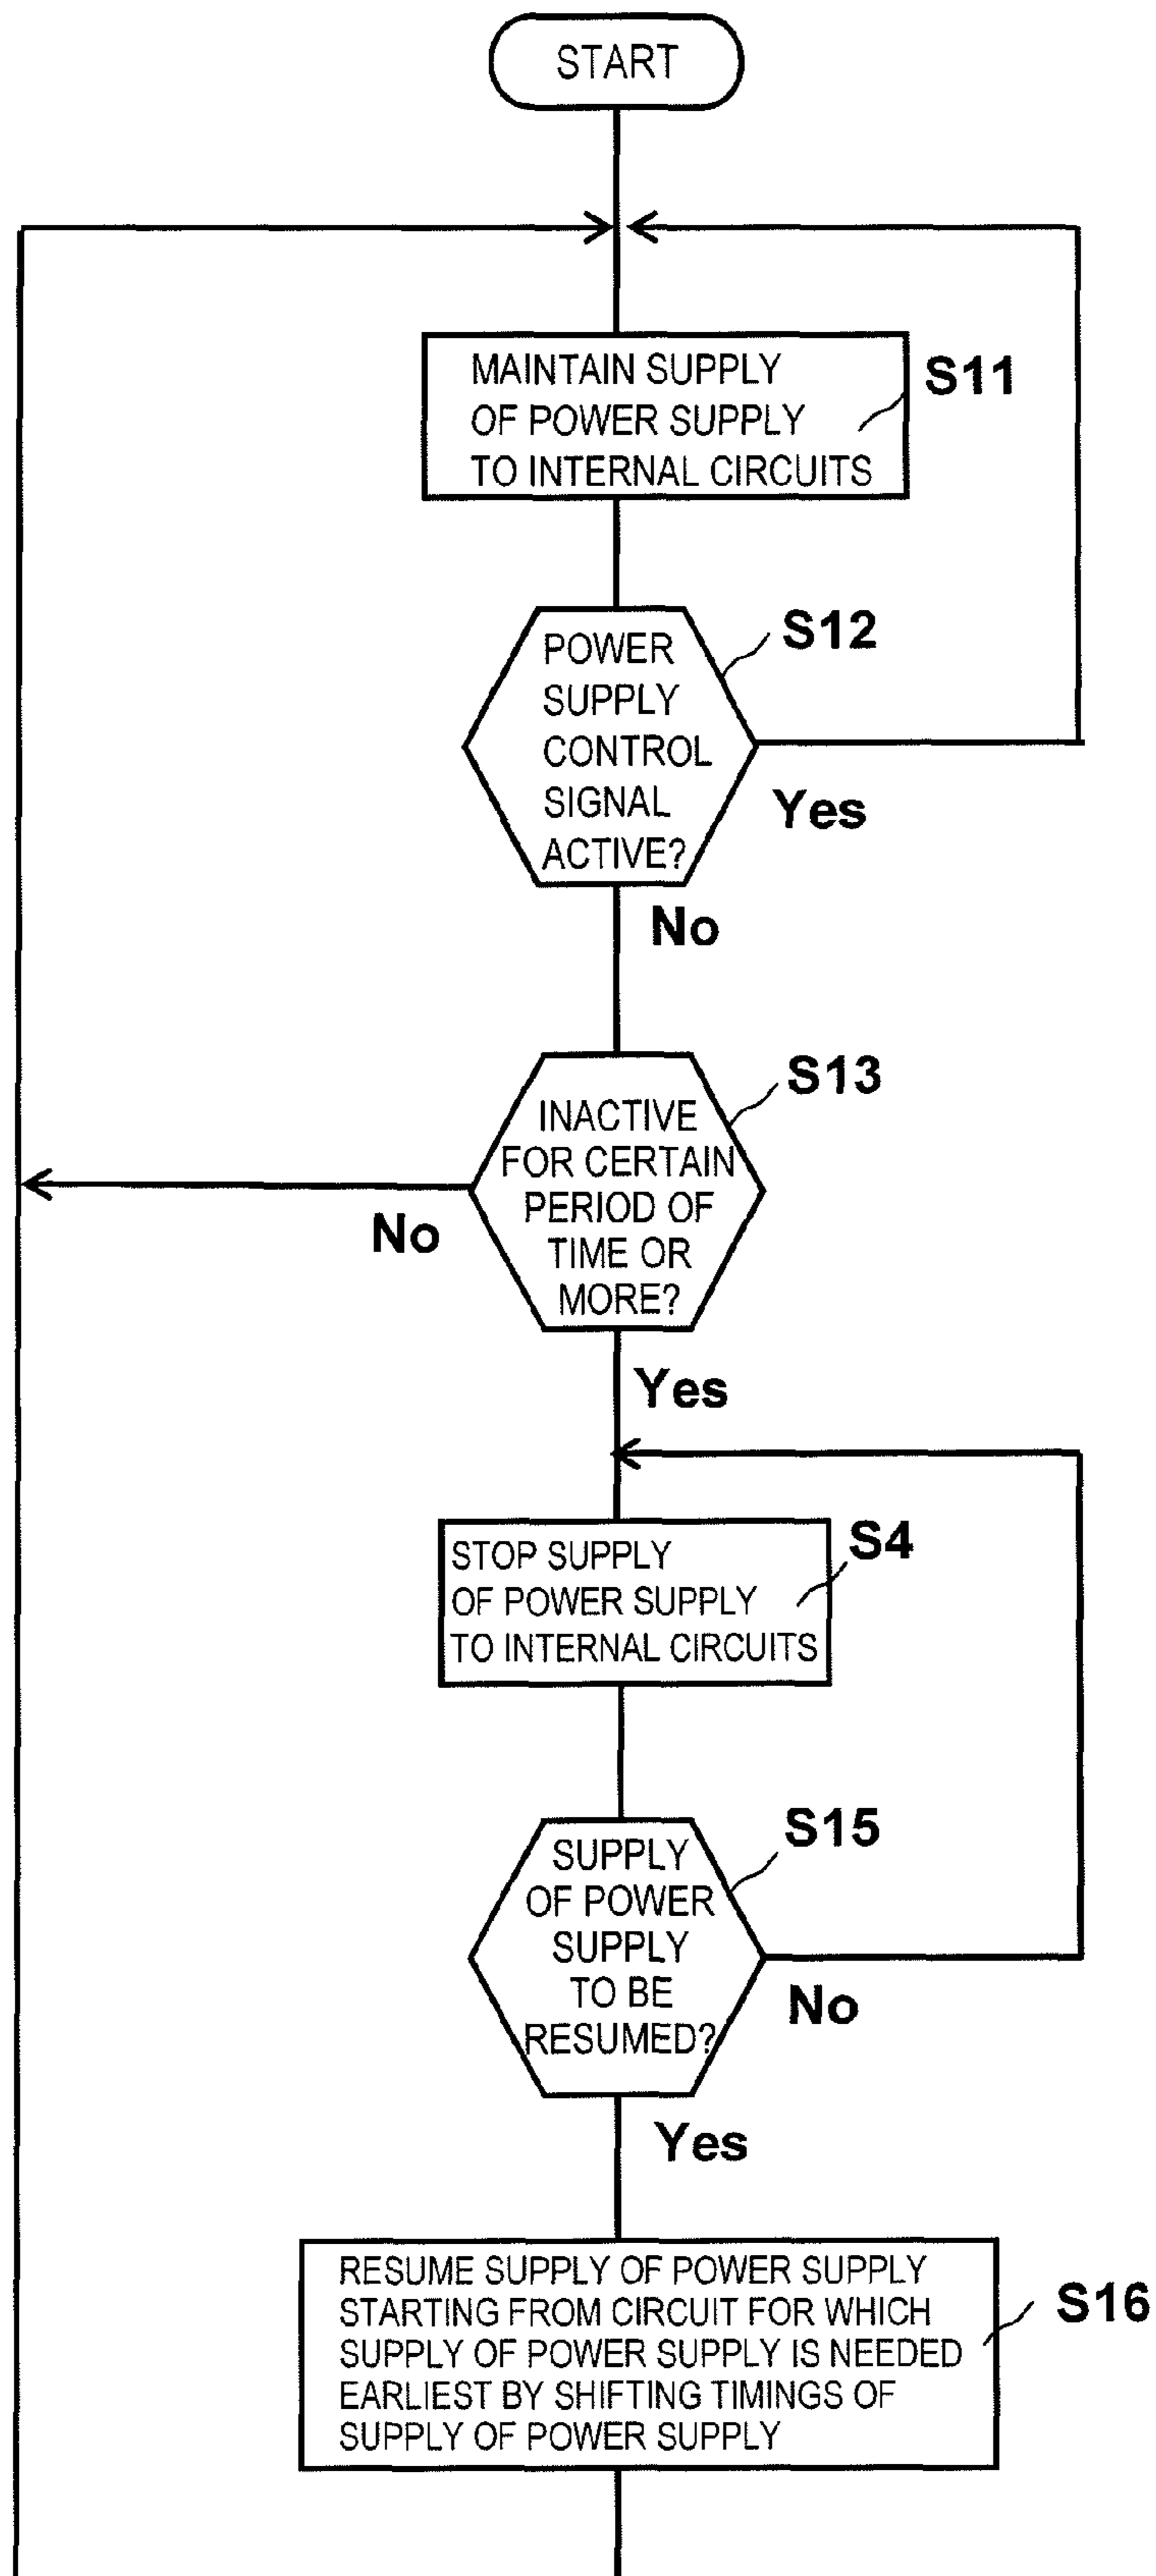 START
MAINTAIN SUPPLY
OF POWER SUPPLY
TO INTERNAL CIRCUITS
S11
POWER
SUPPLY
CONTROL
SIGNAL
ACTIVE?
S12
Yes
No
INACTIVE
FOR CERTAIN
PERIOD OF
TIME OR
MORE?
S13
No
Yes
STOP SUPPLY
OF POWER SUPPLY
TO INTERNAL CIRCUITS
S4
SUPPLY
OF POWER
SUPPLY
TO BE
RESUMED?
S15
No
Yes
RESUME SUPPLY OF POWER SUPPLY
STARTING FROM CIRCUIT FOR WHICH
SUPPLY OF POWER SUPPLY IS NEEDED
EARLIEST BY SHIFTING TIMINGS OF
SUPPLY OF POWER SUPPLY
S16